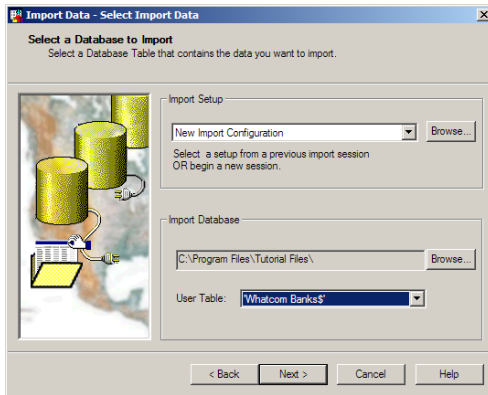 Import Data - Select Import Data
Select a Database to Import
Select a Database Table that contains the data you want to import.
Import Setup
New Import Configuration
Browse...
Select a setup from a previous import session
OR begin a new session.
Import Database
C:\Program Files\Tutorial Files\
Browse...
User Table:
'Whatcom Banks$'
< Back
Next >
Cancel
Help